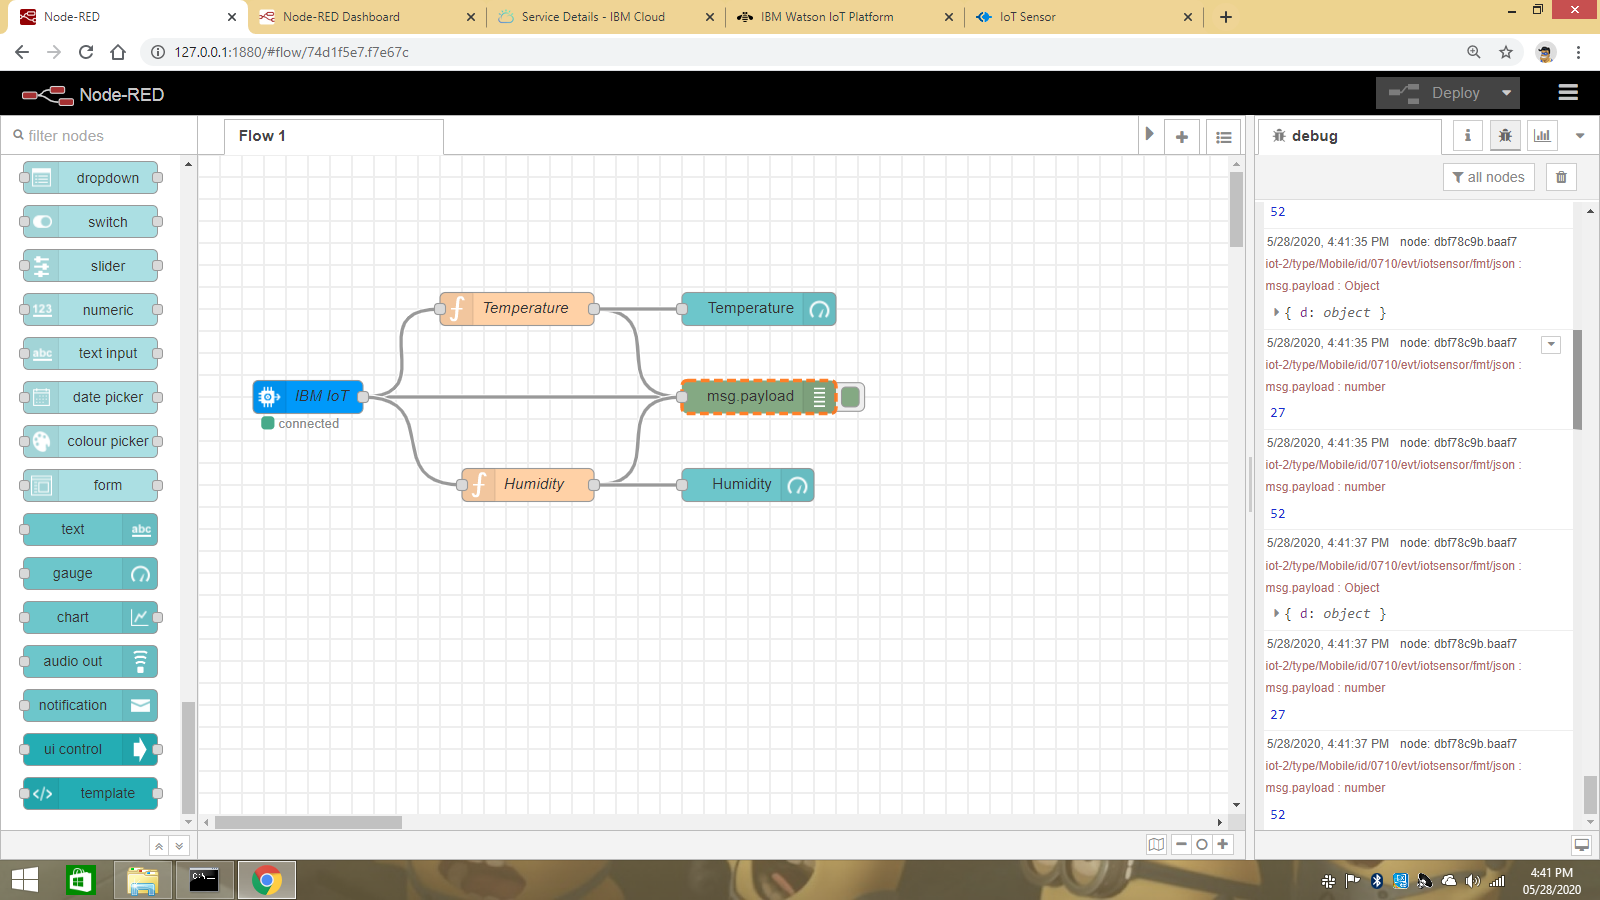 Node-RED
Node-RED Dashboard
Service Details - IBM Cloud
IBM Watson IoT Platform
IoT Sensor
127.0.0.1:1880/#flow/74d1f5e7.f7e67c
Node-RED
Deploy
filter nodes
Flow 1
debug
i
all nodes
dropdown
switch
slider
123 numeric
abc text input
date picker
colour picker
form
text abc
gauge
chart
audio out
notification
ui control
</> template
f Temperature
Temperature
IBM IoT
connected
msg.payload
f Humidity
Humidity
52
5/28/2020, 4:41:35 PM node: dbf78c9b.baaf7
iot-2/type/Mobile/id/0710/evt/iotsensor/fmt/json :
msg.payload : Object
{ d: object }
5/28/2020, 4:41:35 PM node: dbf78c9b.baaf7
iot-2/type/Mobile/id/0710/evt/iotsensor/fmt/json :
msg.payload : number
27
5/28/2020, 4:41:35 PM node: dbf78c9b.baaf7
iot-2/type/Mobile/id/0710/evt/iotsensor/fmt/json :
msg.payload : number
52
5/28/2020, 4:41:37 PM node: dbf78c9b.baaf7
iot-2/type/Mobile/id/0710/evt/iotsensor/fmt/json :
msg.payload : Object
{ d: object }
5/28/2020, 4:41:37 PM node: dbf78c9b.baaf7
iot-2/type/Mobile/id/0710/evt/iotsensor/fmt/json :
msg.payload : number
27
5/28/2020, 4:41:37 PM node: dbf78c9b.baaf7
iot-2/type/Mobile/id/0710/evt/iotsensor/fmt/json :
msg.payload : number
52
C:\
4:41 PM
05/28/2020